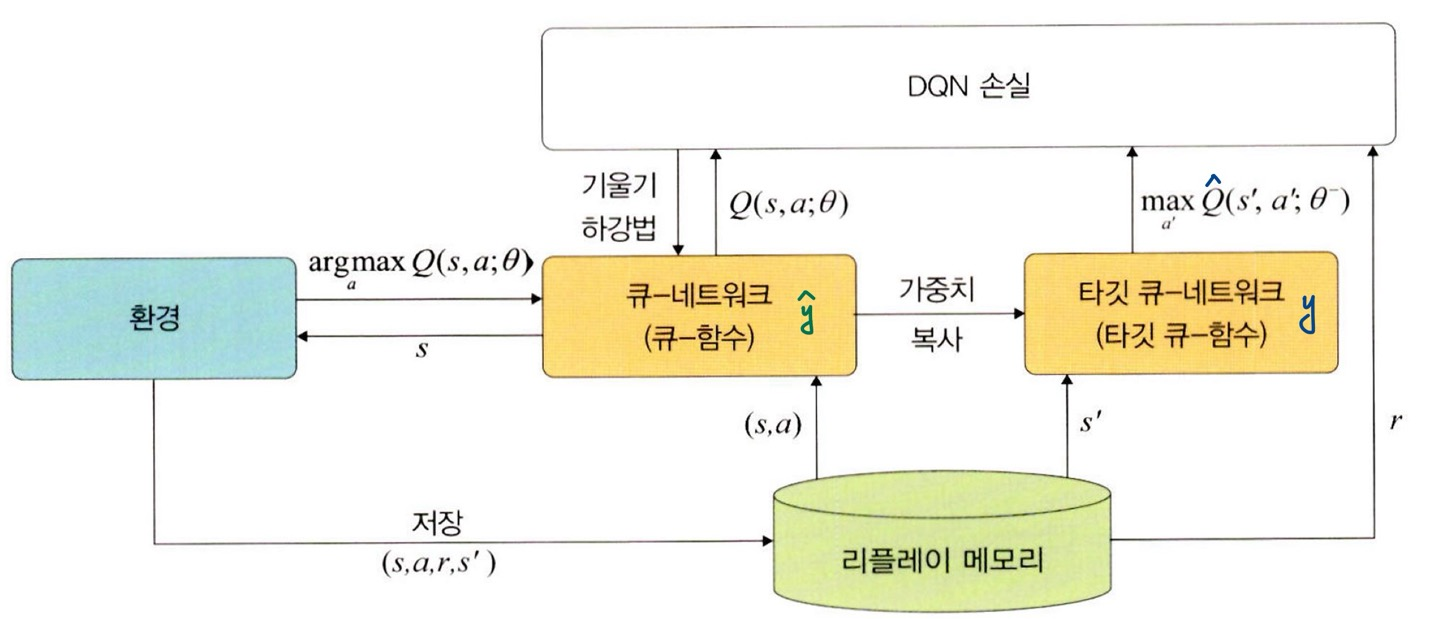 DQN 손실
기울기
하강법
Q(s,a;θ)
max Q̂(s′, a′; θ⁻)
a′
argmax Q(s,a;θ)
a
환경
s
큐-네트워크
(큐-함수)
ŷ
가중치
복사
타깃 큐-네트워크
(타깃 큐-함수)
y
(s,a)
s′
r
저장
(s,a,r,s′ )
리플레이 메모리